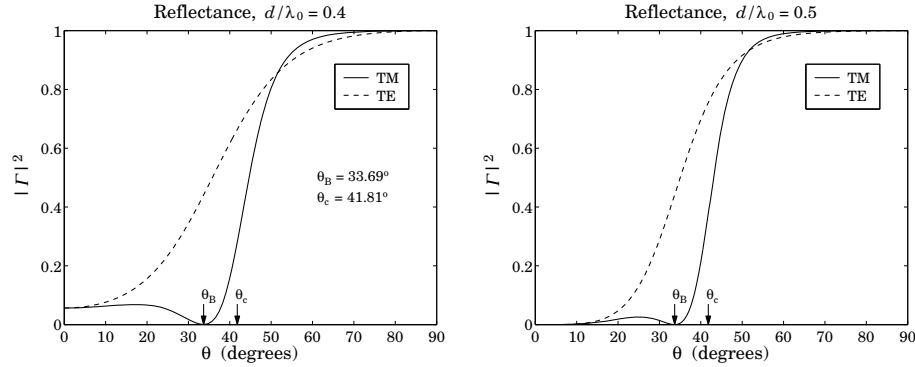 Reflectance, d/λ₀ = 0.4
1
0.8
0.6
0.4
0.2
0
|Γ|²
TM
TE
θB = 33.69º
θc = 41.81º
θB
θc
0 10 20 30 40 50 60 70 80 90
θ (degrees)
Reflectance, d/λ₀ = 0.5
1
0.8
0.6
0.4
0.2
0
|Γ|²
TM
TE
θB
θc
0 10 20 30 40 50 60 70 80 90
θ (degrees)